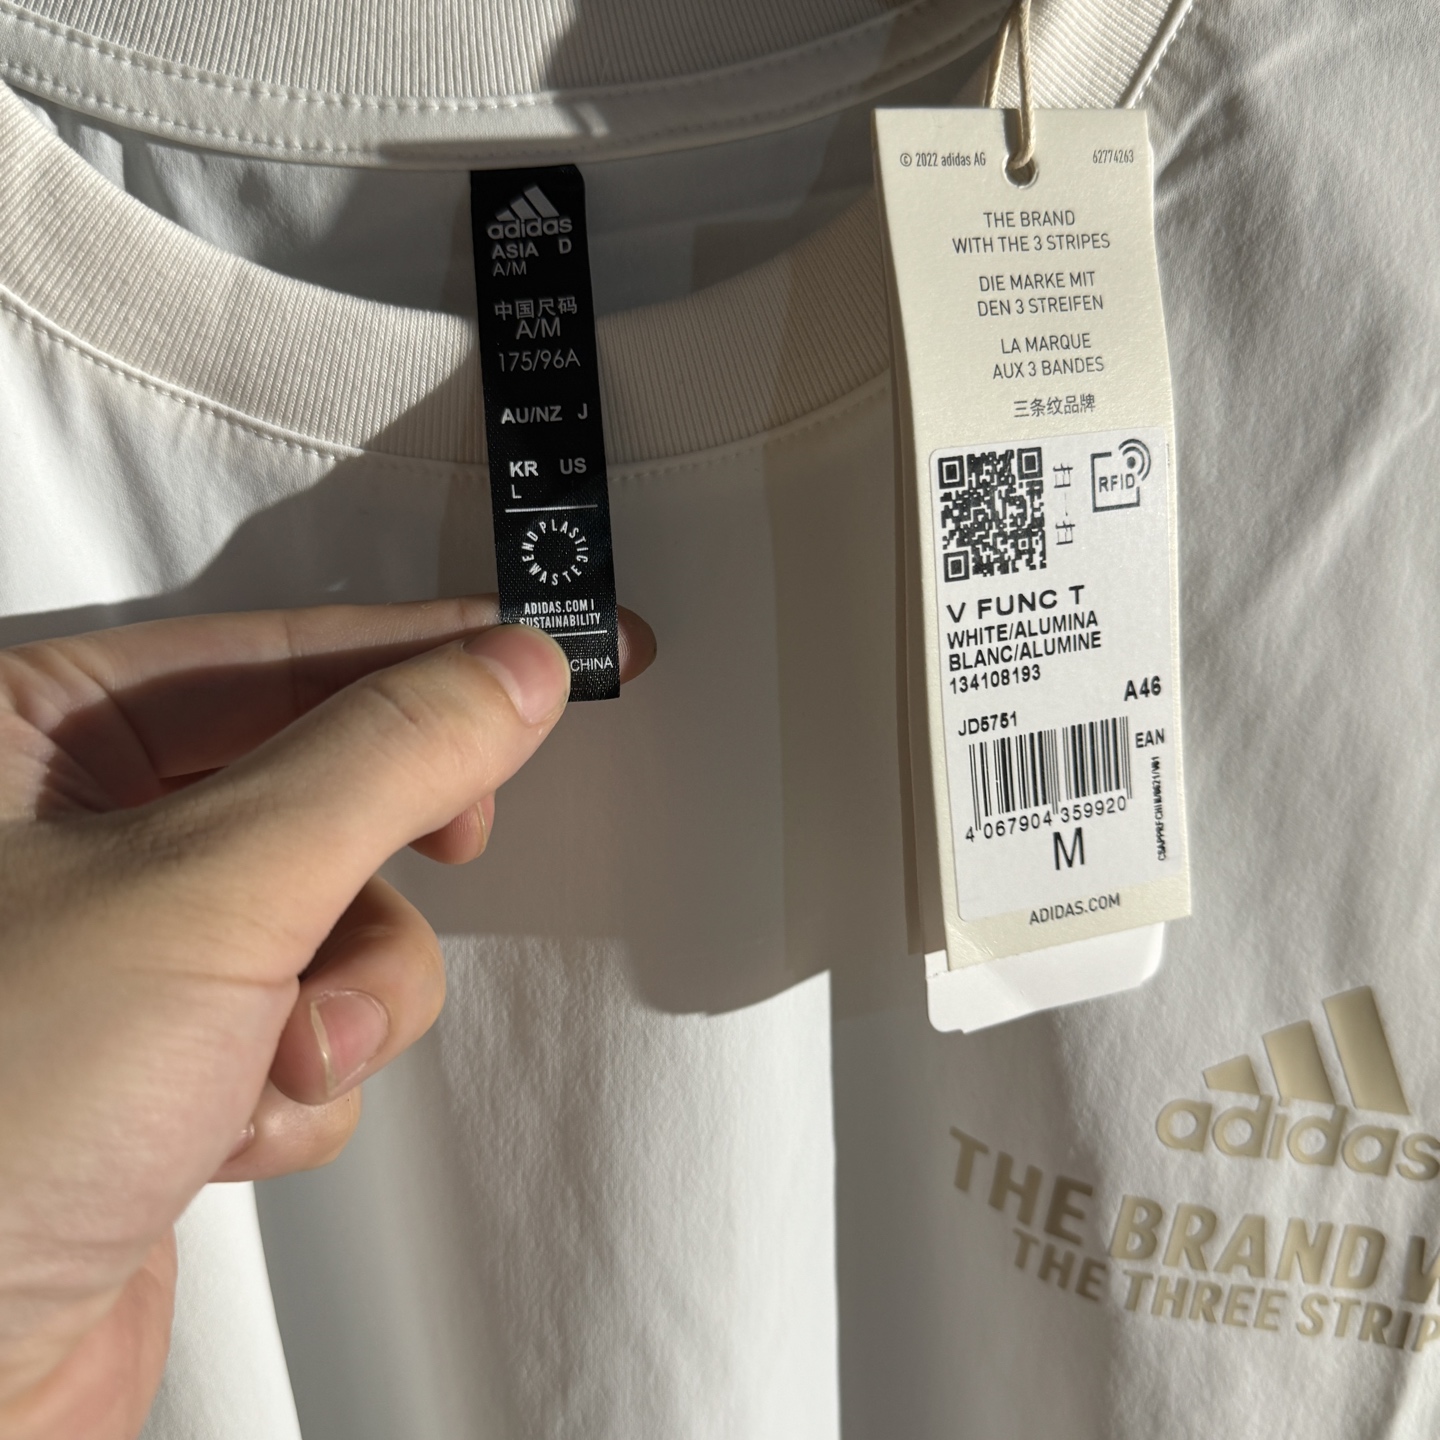 adidas
ASIA D
A/M
中国尺码
A/M
175/96A
AU/NZ J
KR US
L
END PLASTIC WASTE
ADIDAS.COM |
SUSTAINABILITY
CHINA
© 2022 adidas AG 62774263
THE BRAND
WITH THE 3 STRIPES
DIE MARKE MIT
DEN 3 STREIFEN
LA MARQUE
AUX 3 BANDES
三条纹品牌
RFID
V FUNC T
WHITE/ALUMINA
BLANC/ALUMINE
134108193
A46
JD5751
EAN
4 067904 359920
M
ADIDAS.COM
adidas
THE BRAND W
THE THREE STRIP